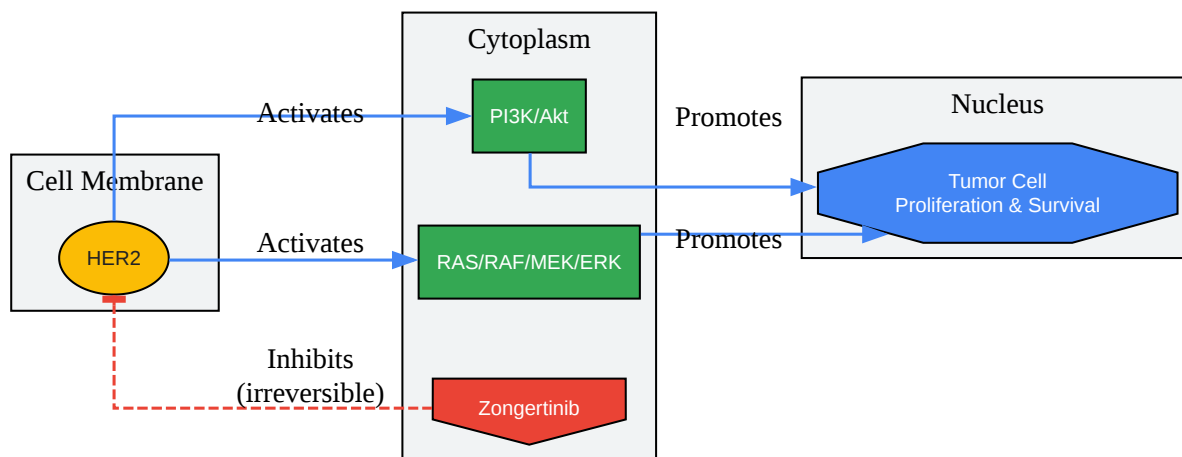 Cytoplasm
Activates
PI3K/Akt
Promotes
Nucleus
Cell Membrane
Tumor Cell
Proliferation & Survival
HER2
Activates
RAS/RAF/MEK/ERK
Promotes
Inhibits
(irreversible)
Zongertinib